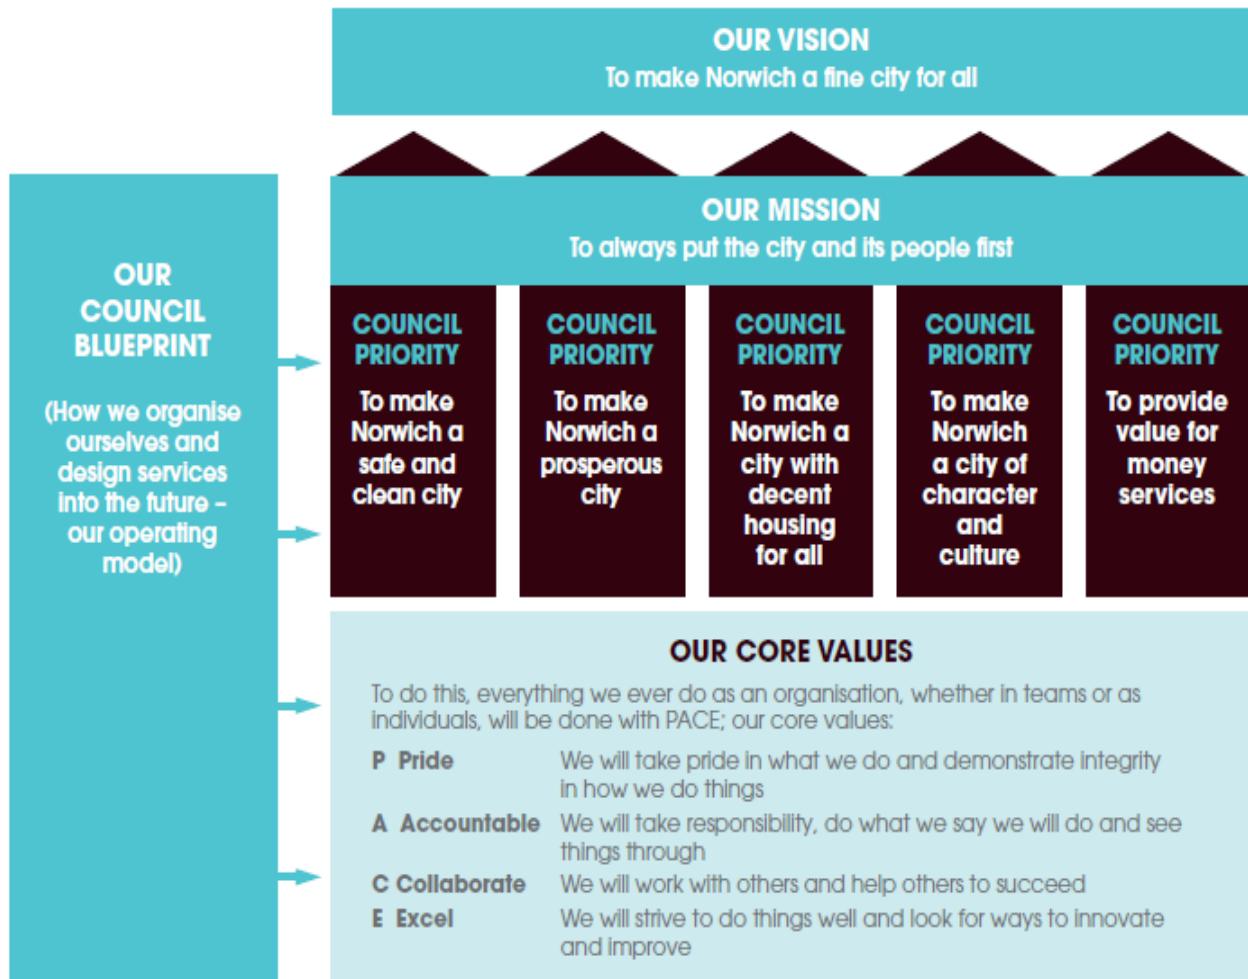 OUR VISION
To make Norwich a fine city for all
OUR MISSION
To always put the city and its people first
OUR
COUNCIL
BLUEPRINT
(How we organise
ourselves and
design services
into the future –
our operating
model)
COUNCIL
PRIORITY
To make
Norwich a
safe and
clean city
COUNCIL
PRIORITY
To make
Norwich a
prosperous
city
COUNCIL
PRIORITY
To make
Norwich a
city with
decent
housing
for all
COUNCIL
PRIORITY
To make
Norwich
a city of
character
and
culture
COUNCIL
PRIORITY
To provide
value for
money
services
OUR CORE VALUES
To do this, everything we ever do as an organisation, whether in teams or as
individuals, will be done with PACE; our core values:
P Pride We will take pride in what we do and demonstrate integrity
in how we do things
A Accountable We will take responsibility, do what we say we will do and see
things through
C Collaborate We will work with others and help others to succeed
E Excel We will strive to do things well and look for ways to innovate
and improve